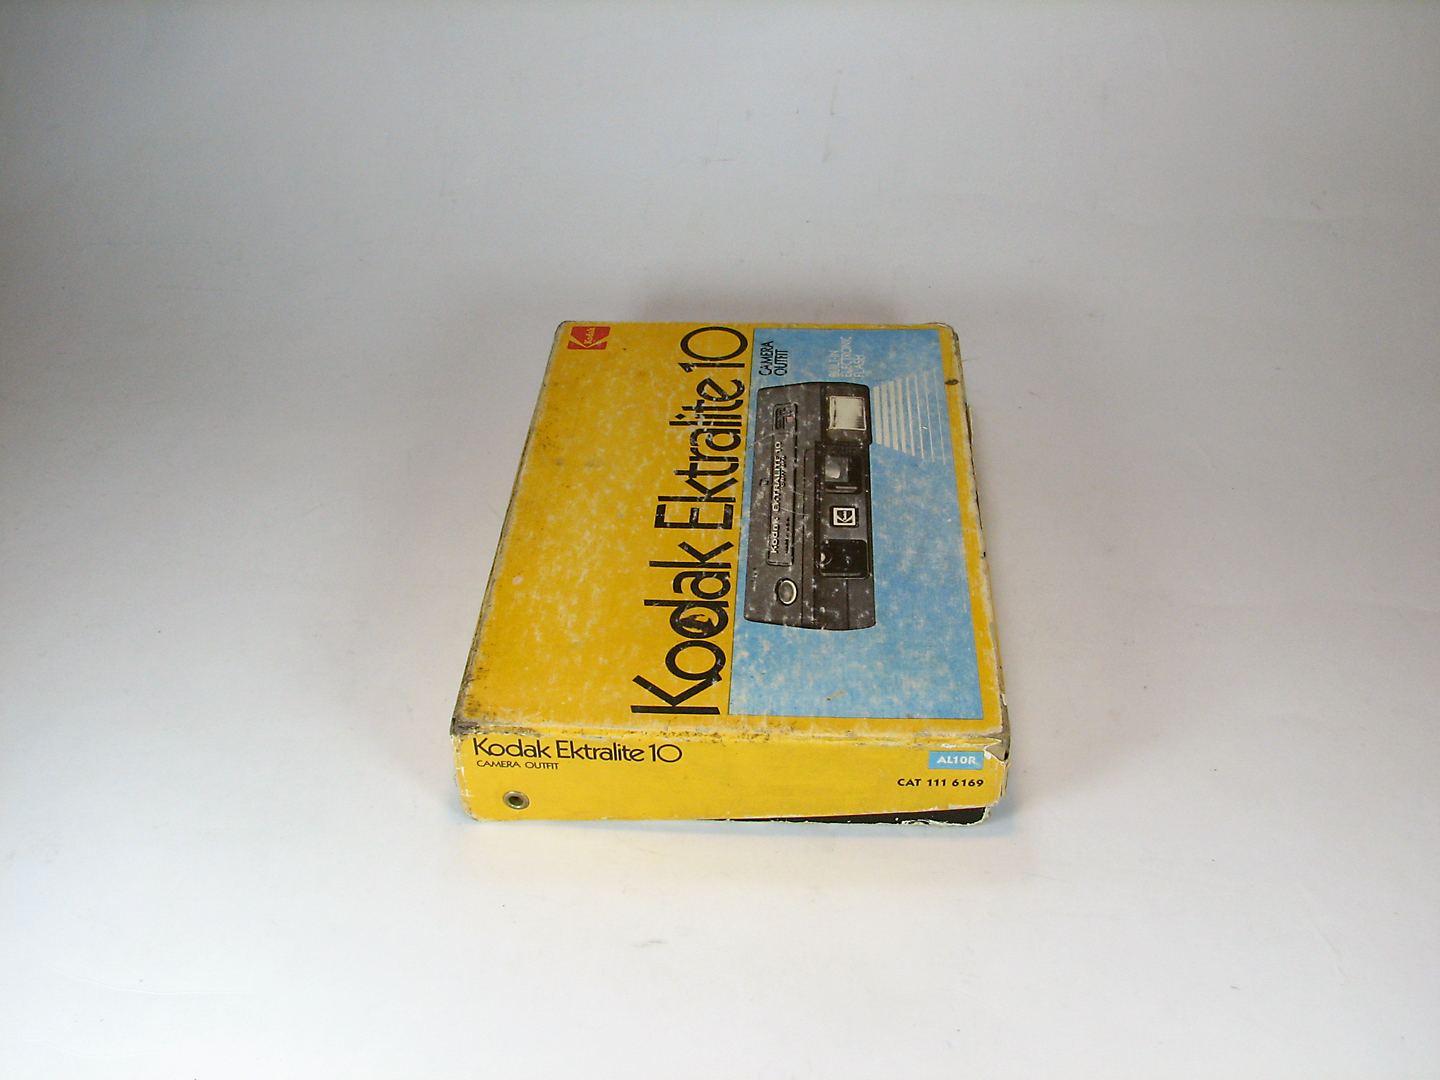 Kodak
Kodak Ektralite 10
CAMERA
OUTFIT
BUILT-IN
ELECTRONIC
FLASH
Kodak EKTRALITE 10
Kodak Ektralite 10
CAMERA OUTFIT
AL10R
CAT 111 6169